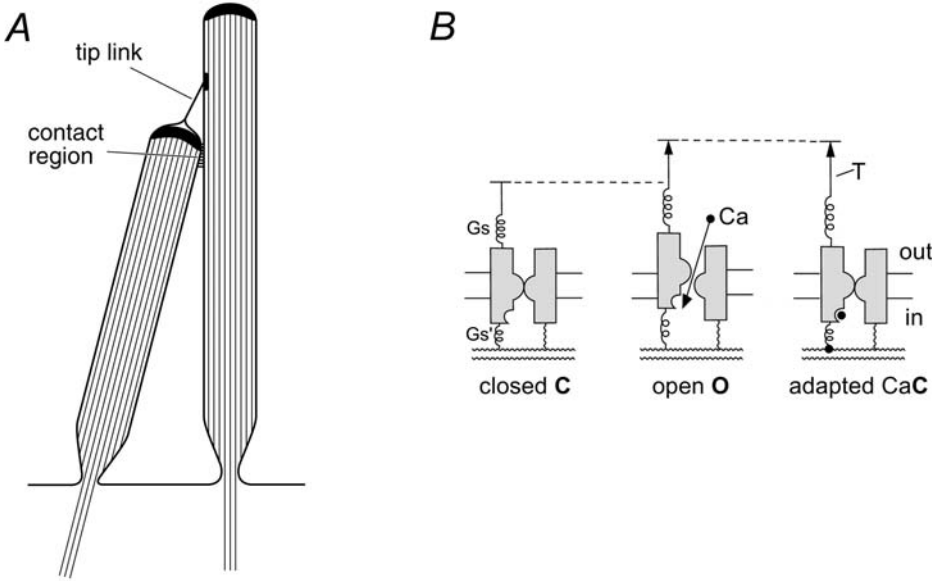 A
tip link
contact
region
B
T
Gs
Ca
out
Gs'
in
closed C
open O
adapted CaC